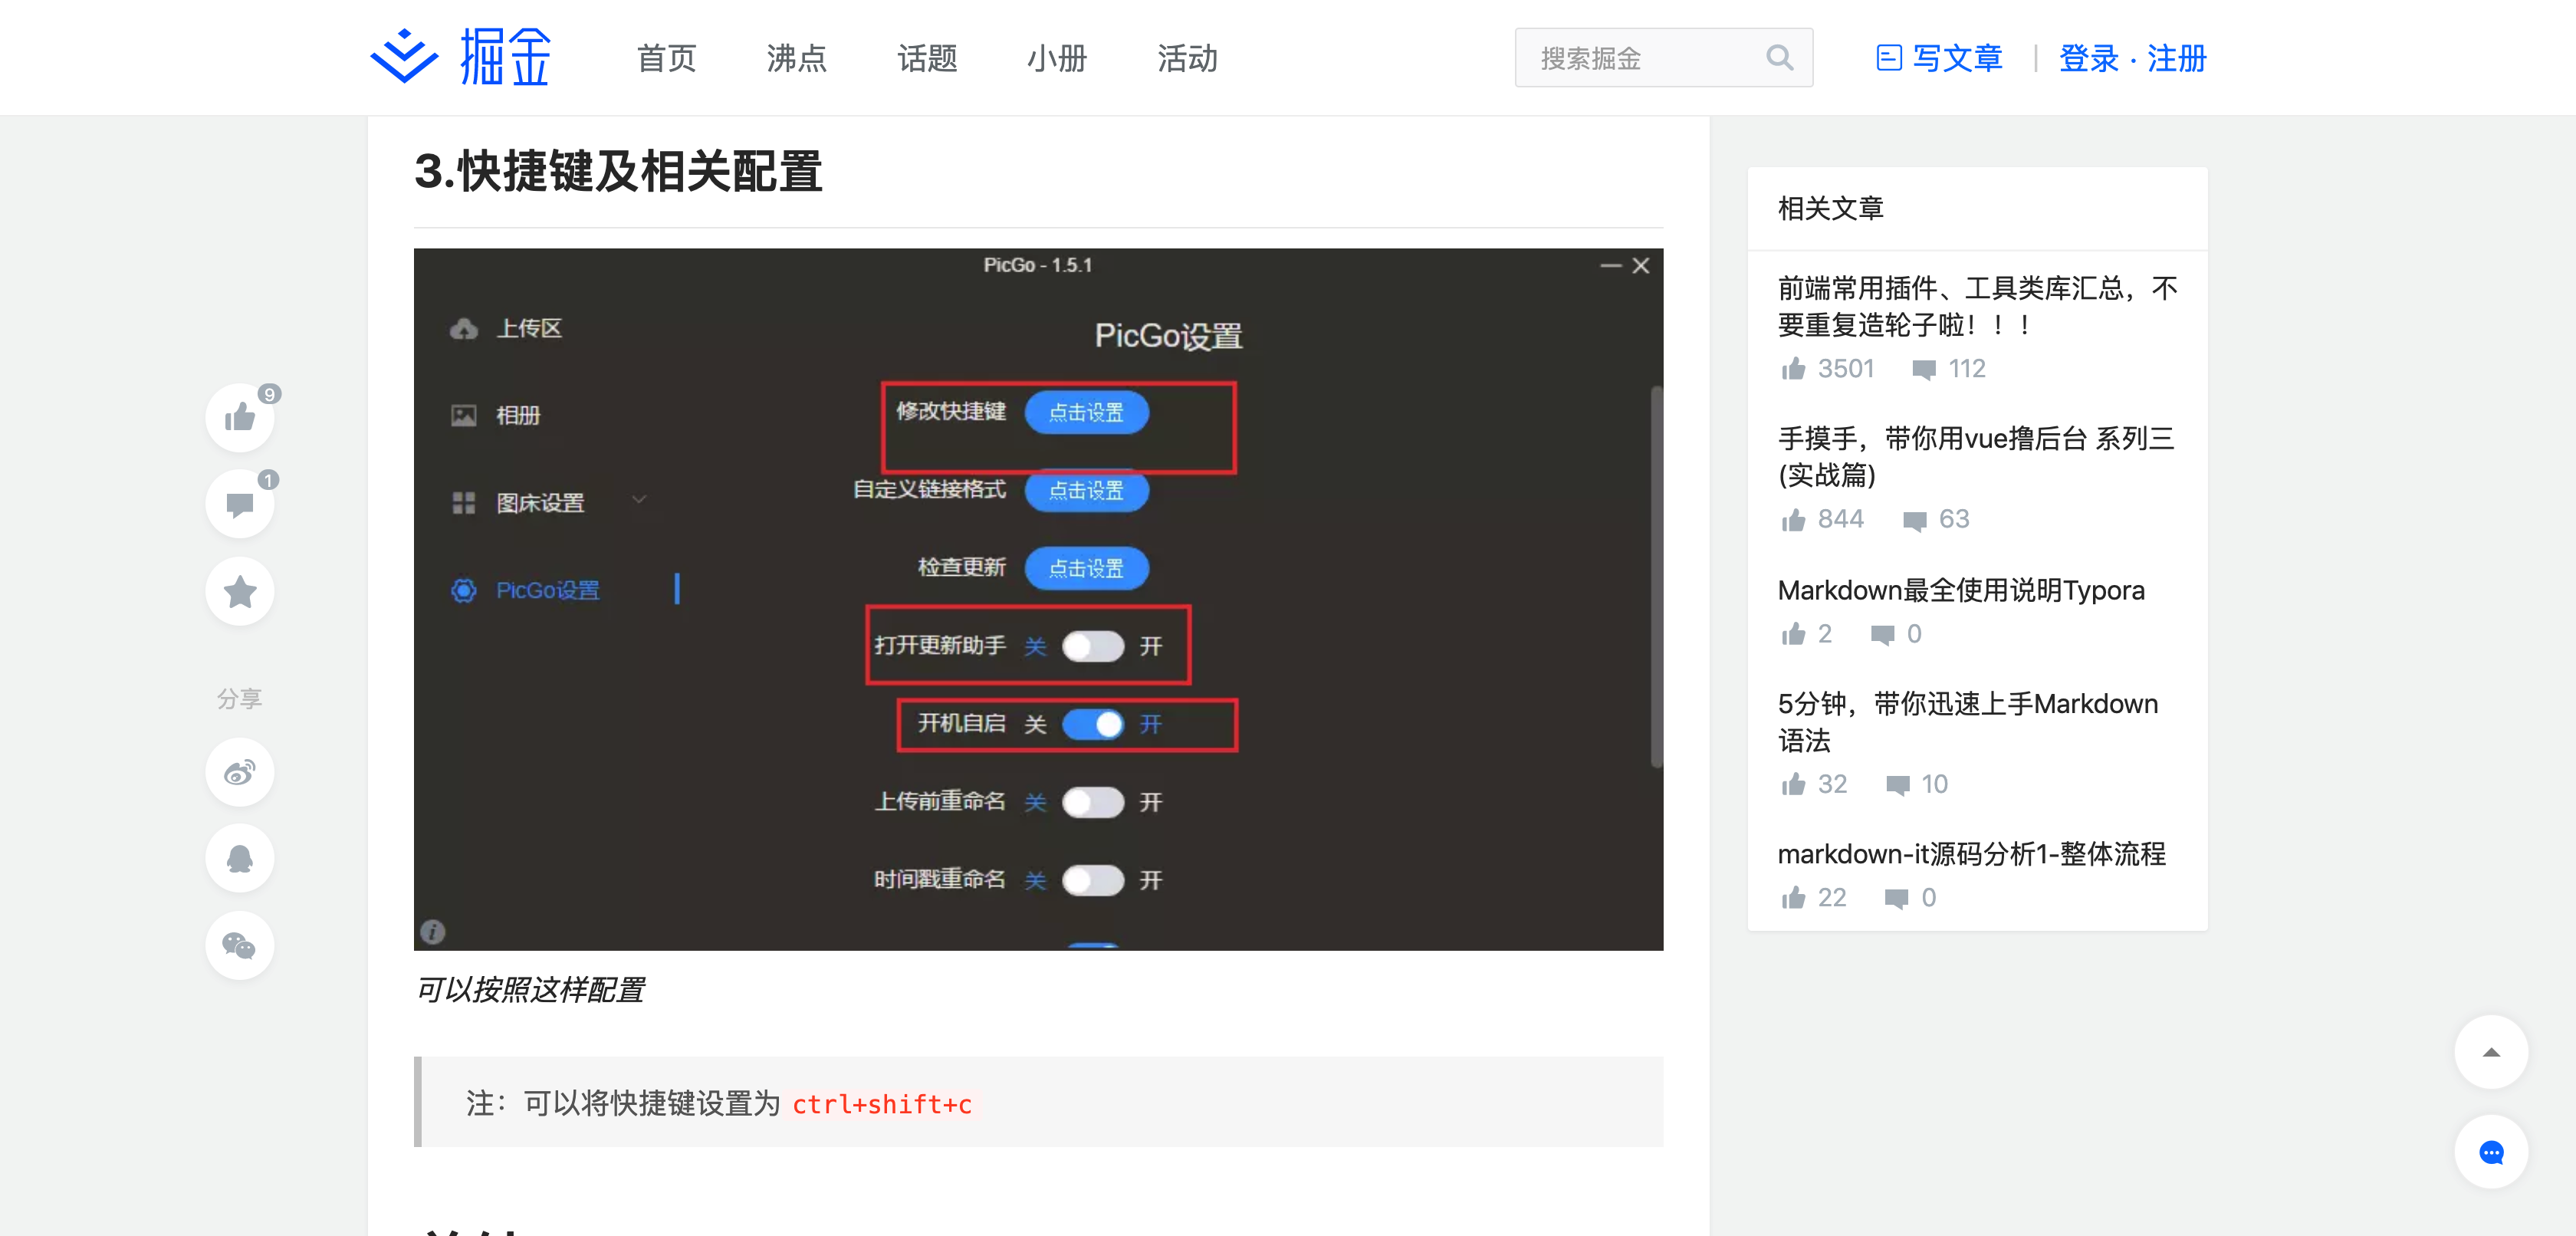 掘金
首页
沸点
话题
小册
活动
搜索掘金
写文章
登录 · 注册
3.快捷键及相关配置
PicGo - 1.5.1
上传区
相册
图床设置
PicGo设置
PicGo设置
修改快捷键 点击设置
自定义链接格式 点击设置
检查更新 点击设置
打开更新助手 关 开
开机自启 关 开
上传前重命名 关 开
时间戳重命名 关 开
可以按照这样配置
注：可以将快捷键设置为 ctrl+shift+c
9
1
分享
相关文章
前端常用插件、工具类库汇总，不
要重复造轮子啦！！！
3501 112
手摸手，带你用vue撸后台 系列三
(实战篇)
844 63
Markdown最全使用说明Typora
2 0
5分钟，带你迅速上手Markdown
语法
32 10
markdown-it源码分析1-整体流程
22 0